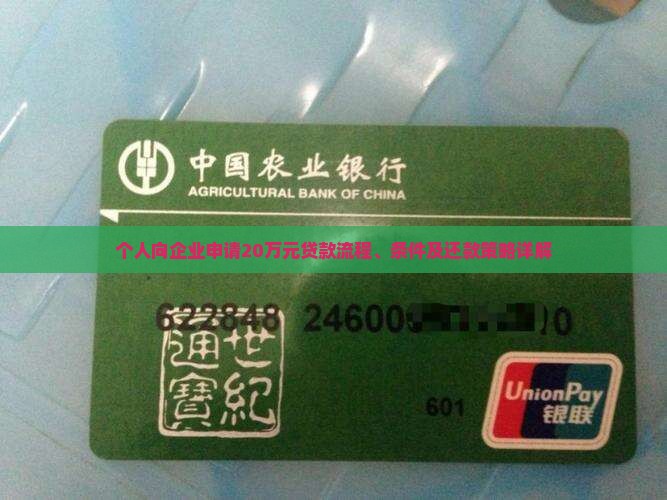 中国农业银行
AGRICULTURAL BANK OF CHINA
个人向企业申请20万元贷款流程、条件及还款策略详解
622848 24600 0
世纪
通寶
601
UnionPay
银联